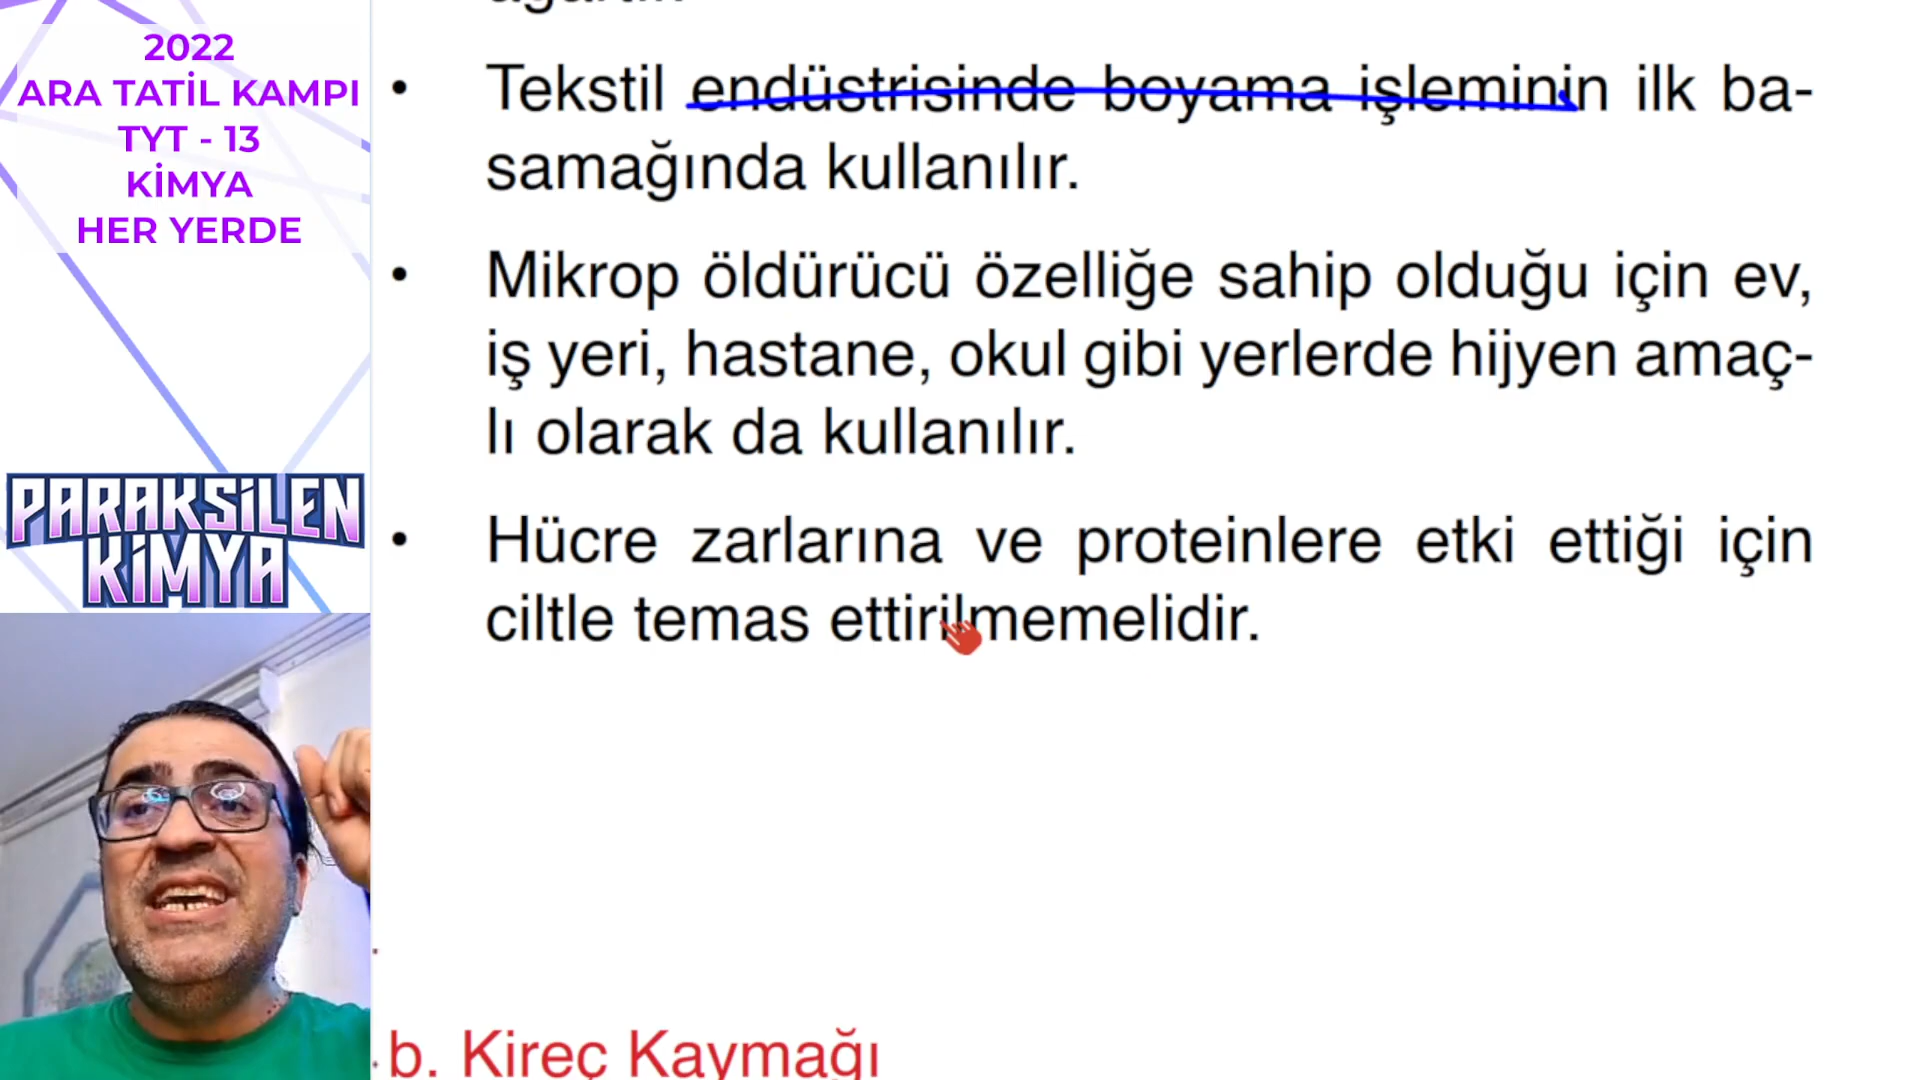 2022
ARA TATİL KAMPI
TYT - 13
KİMYA
HER YERDE
PARAKSİLEN
KİMYA
• Tekstil endüstrisinde boyama işleminin ilk ba-
samağında kullanılır.
• Mikrop öldürücü özelliğe sahip olduğu için ev,
iş yeri, hastane, okul gibi yerlerde hijyen amaç-
lı olarak da kullanılır.
• Hücre zarlarına ve proteinlere etki ettiği için
ciltle temas ettirilmemelidir.
b. Kireç Kaymağı